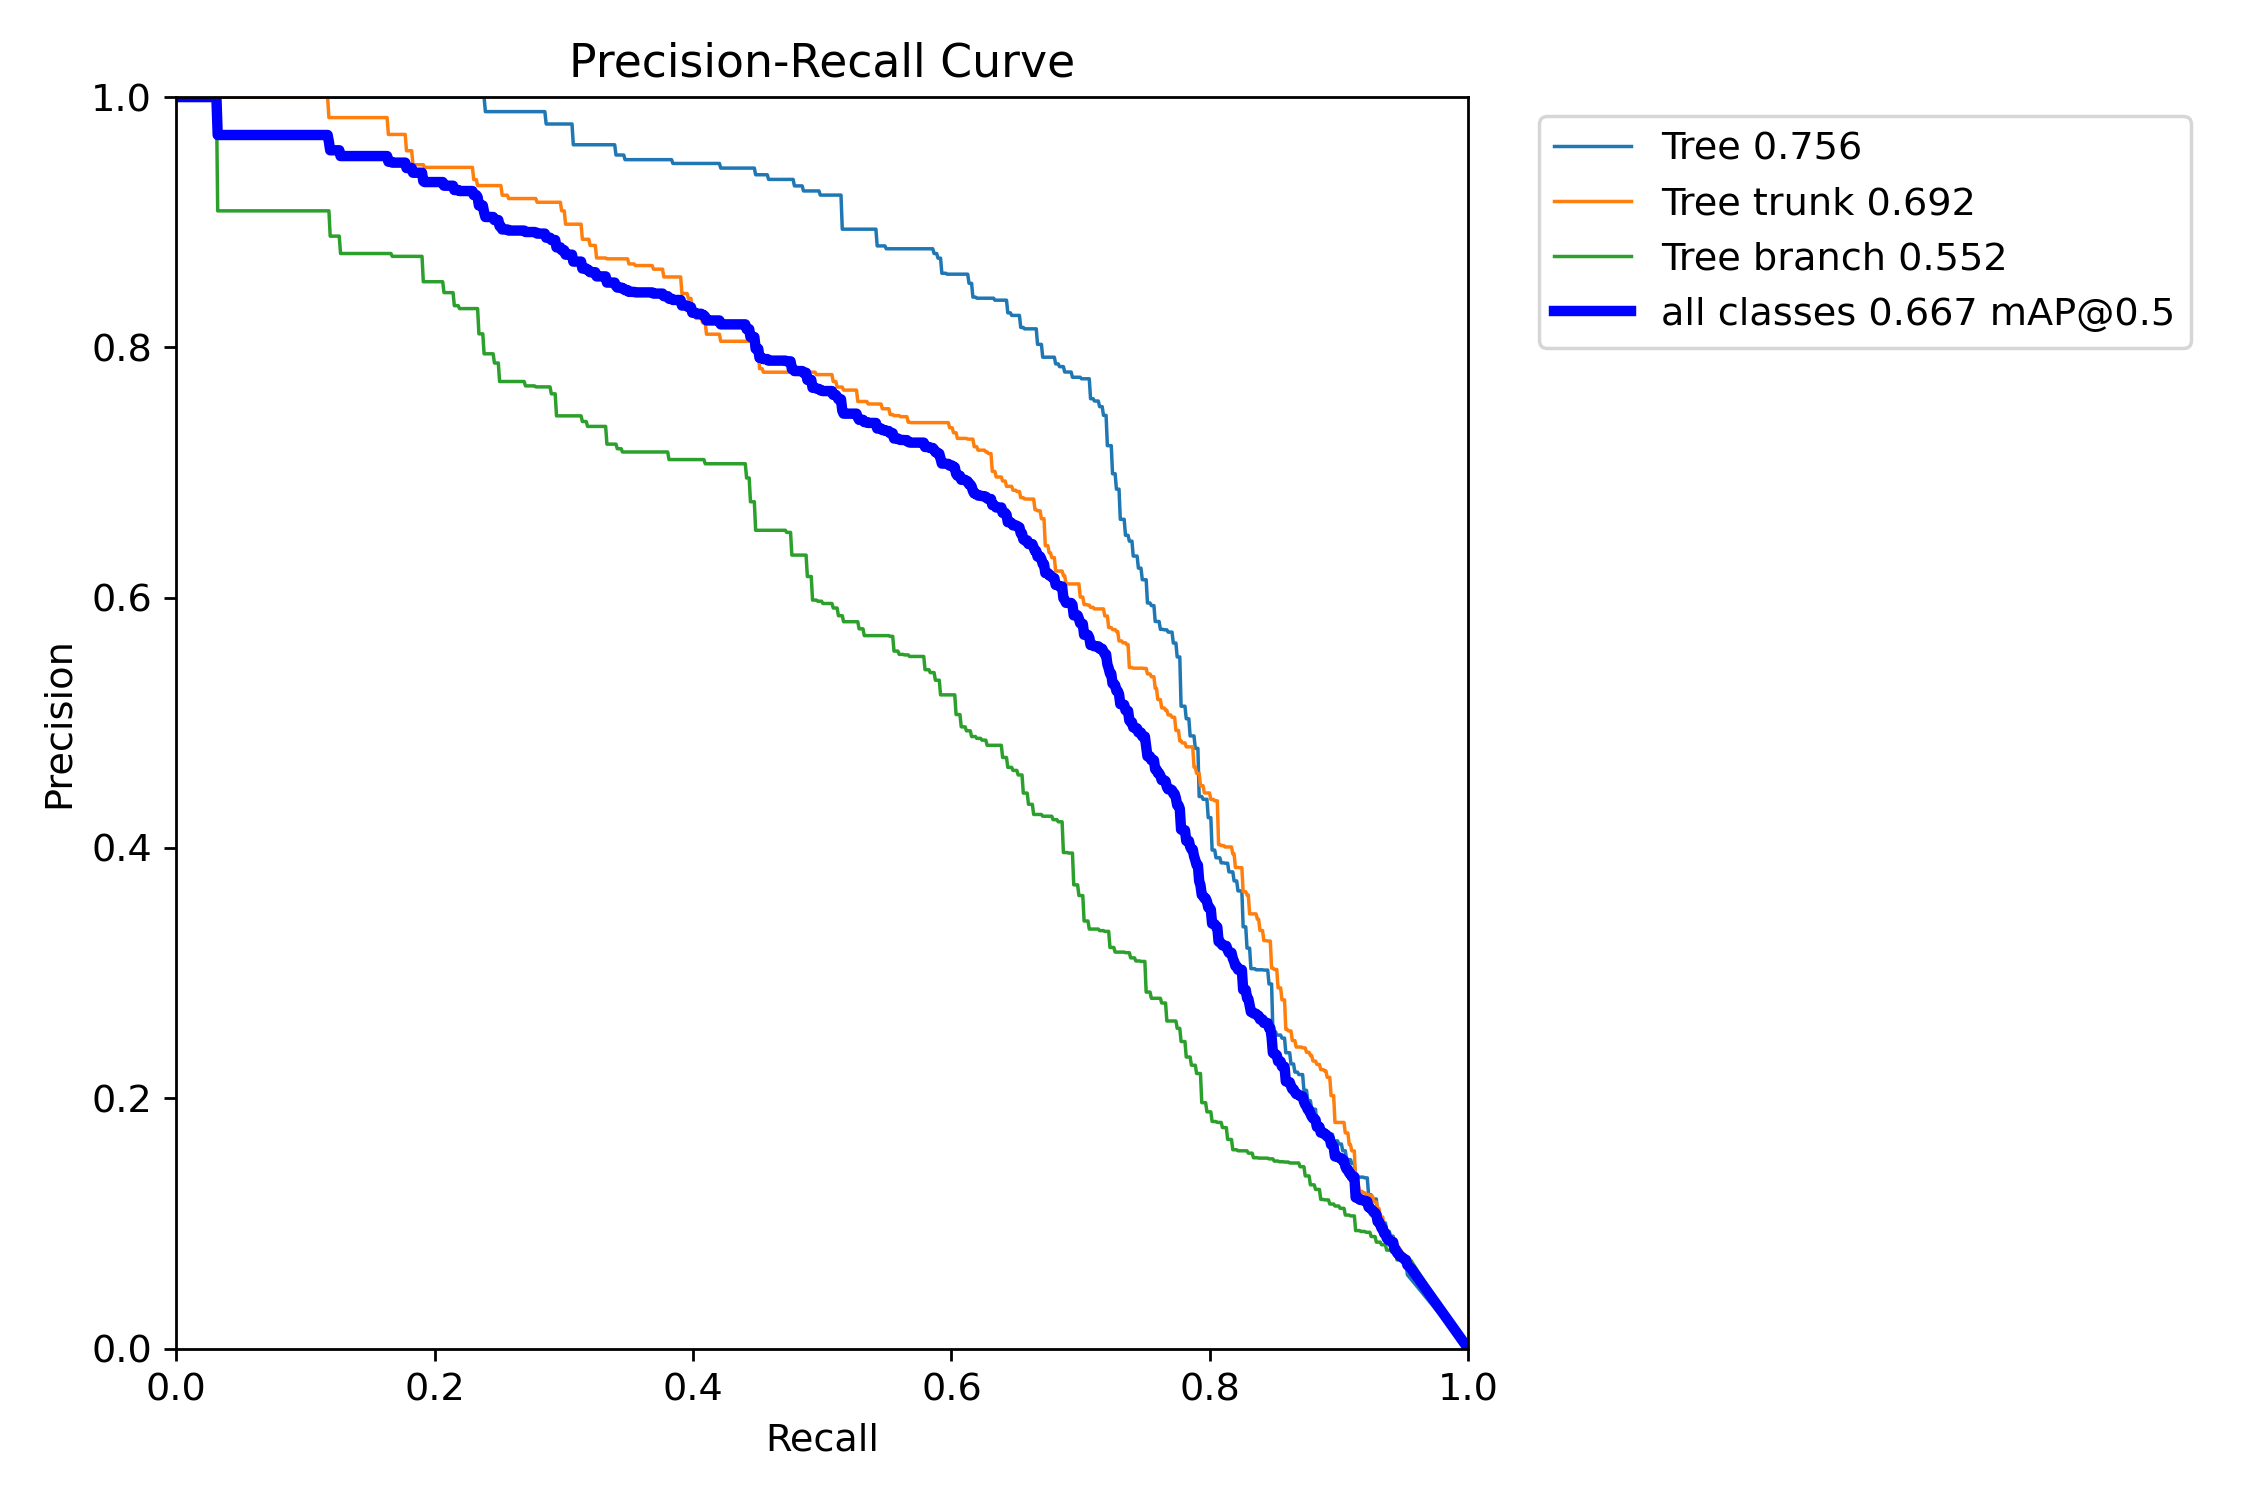 Precision-Recall Curve
1.0
0.8
0.6
0.4
0.2
0.0
Precision
0.0 0.2 0.4 0.6 0.8 1.0
Recall
Tree 0.756
Tree trunk 0.692
Tree branch 0.552
all classes 0.667 mAP@0.5